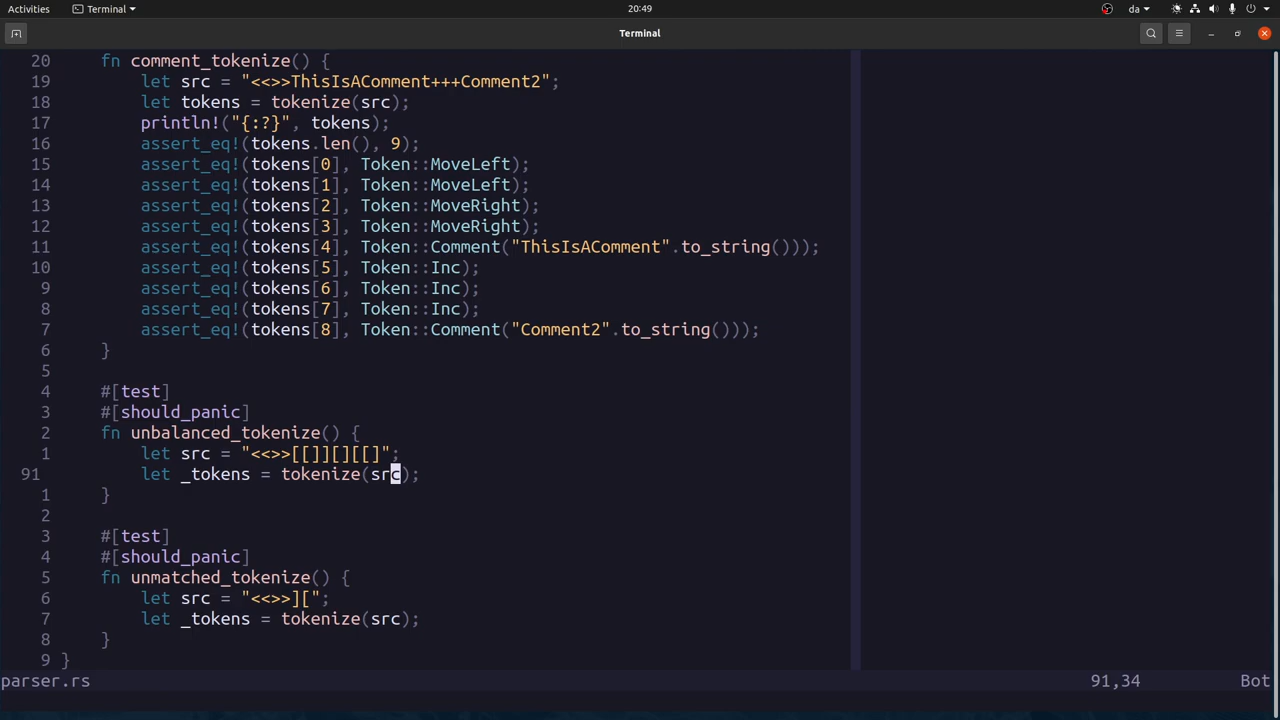 Activities Terminal 20:49 da
Terminal
20 fn comment_tokenize() {
19 let src = "<<>>ThisIsAComment+++Comment2";
18 let tokens = tokenize(src);
17 println!("{:?}", tokens);
16 assert_eq!(tokens.len(), 9);
15 assert_eq!(tokens[0], Token::MoveLeft);
14 assert_eq!(tokens[1], Token::MoveLeft);
13 assert_eq!(tokens[2], Token::MoveRight);
12 assert_eq!(tokens[3], Token::MoveRight);
11 assert_eq!(tokens[4], Token::Comment("ThisIsAComment".to_string()));
10 assert_eq!(tokens[5], Token::Inc);
9 assert_eq!(tokens[6], Token::Inc);
8 assert_eq!(tokens[7], Token::Inc);
7 assert_eq!(tokens[8], Token::Comment("Comment2".to_string()));
6 }
5
4 #[test]
3 #[should_panic]
2 fn unbalanced_tokenize() {
1 let src = "<<>>[[]][][[]";
91 let _tokens = tokenize(src);
1 }
2
3 #[test]
4 #[should_panic]
5 fn unmatched_tokenize() {
6 let src = "<<>>][";
7 let _tokens = tokenize(src);
8 }
9 }
parser.rs 91,34 Bot